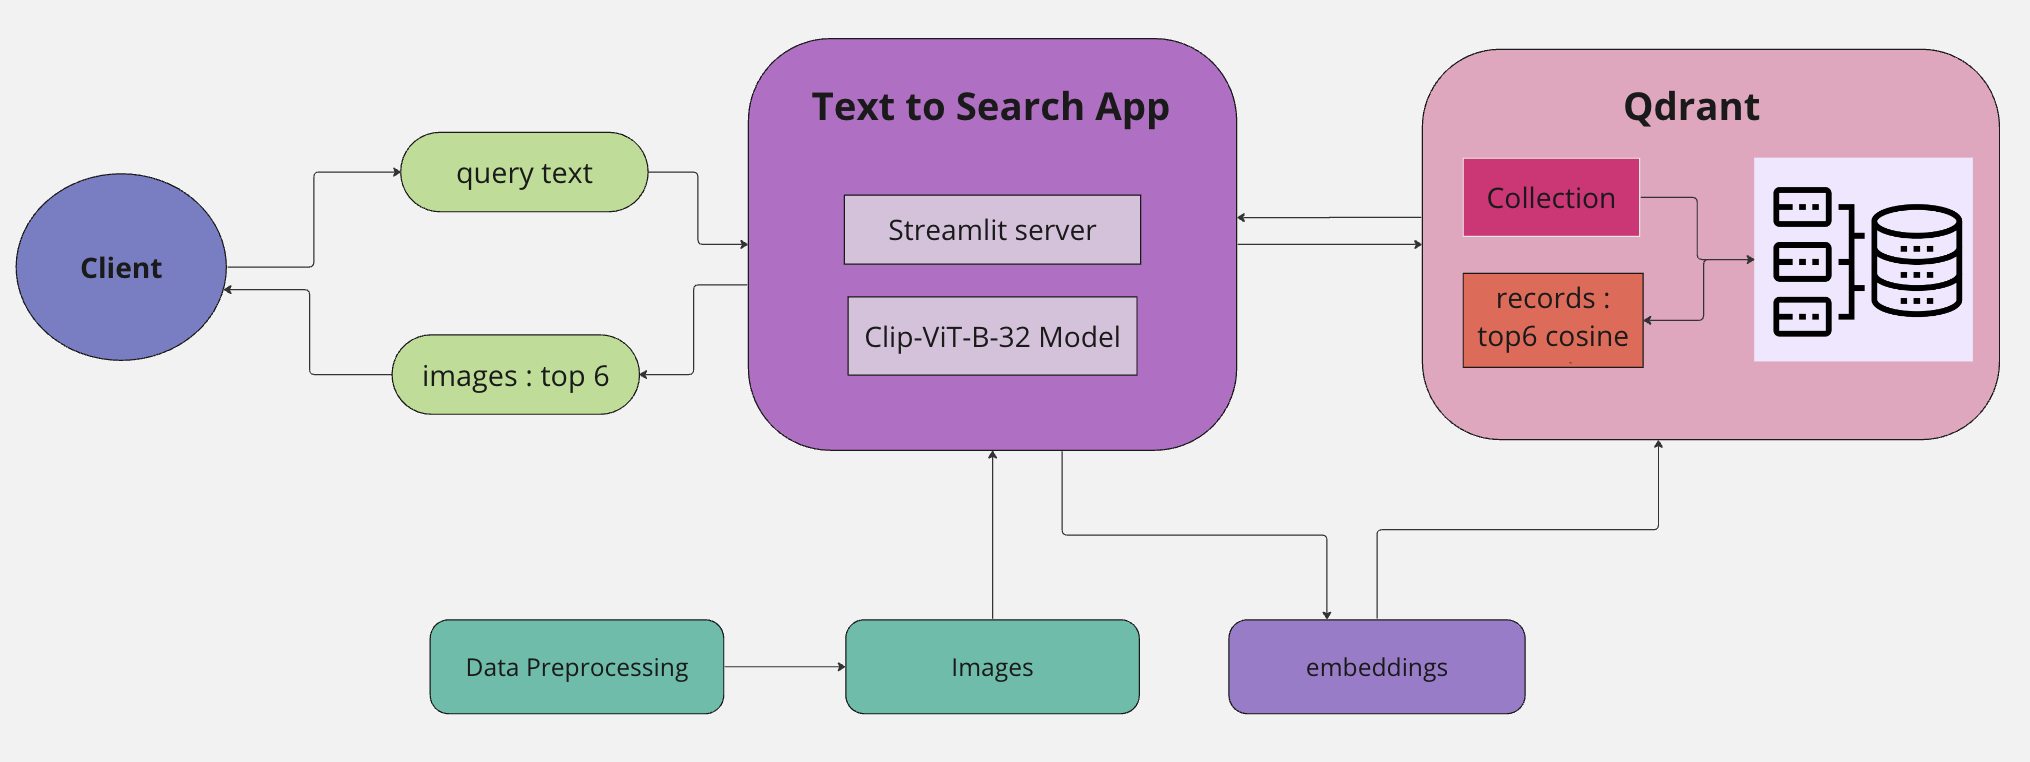 Text to Search App
Qdrant
query text
Collection
Streamlit server
Client
records :
top6 cosine
Clip-ViT-B-32 Model
images : top 6
Data Preprocessing
Images
embeddings